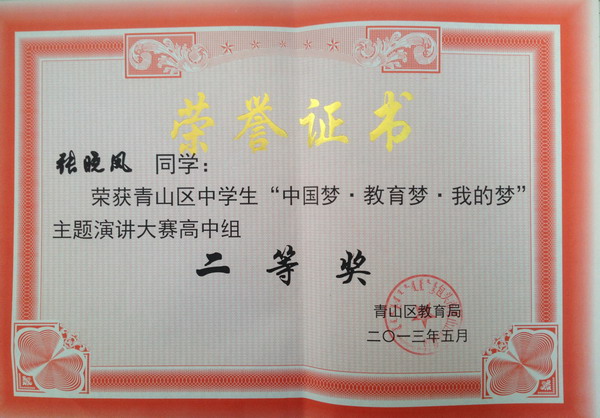 荣誉证书
张晓凤 同学：
荣获青山区中学生“中国梦·教育梦·我的梦”
主题演讲大赛高中组
二等奖
青山区教育局
二〇一三年五月